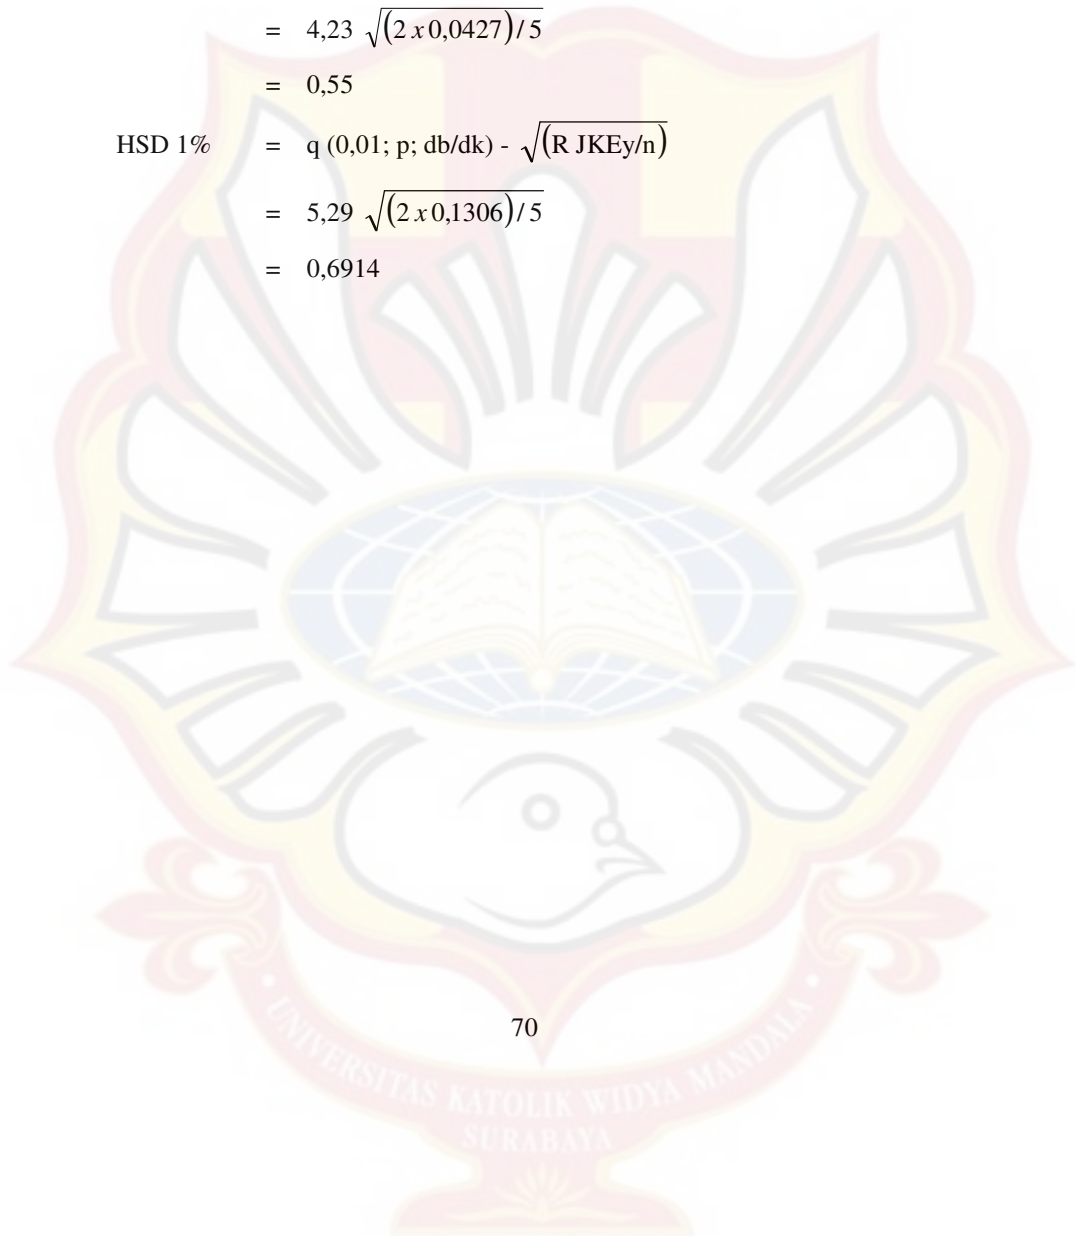 = 4,23 √(2 x 0,0427)/5
= 0,55
HSD 1% = q (0,01; p; db/dk) - √(R JKEy/n)
= 5,29 √(2 x 0,1306)/5
= 0,6914
70
UNIVERSITAS KATOLIK WIDYA MANDALA
SURABAYA